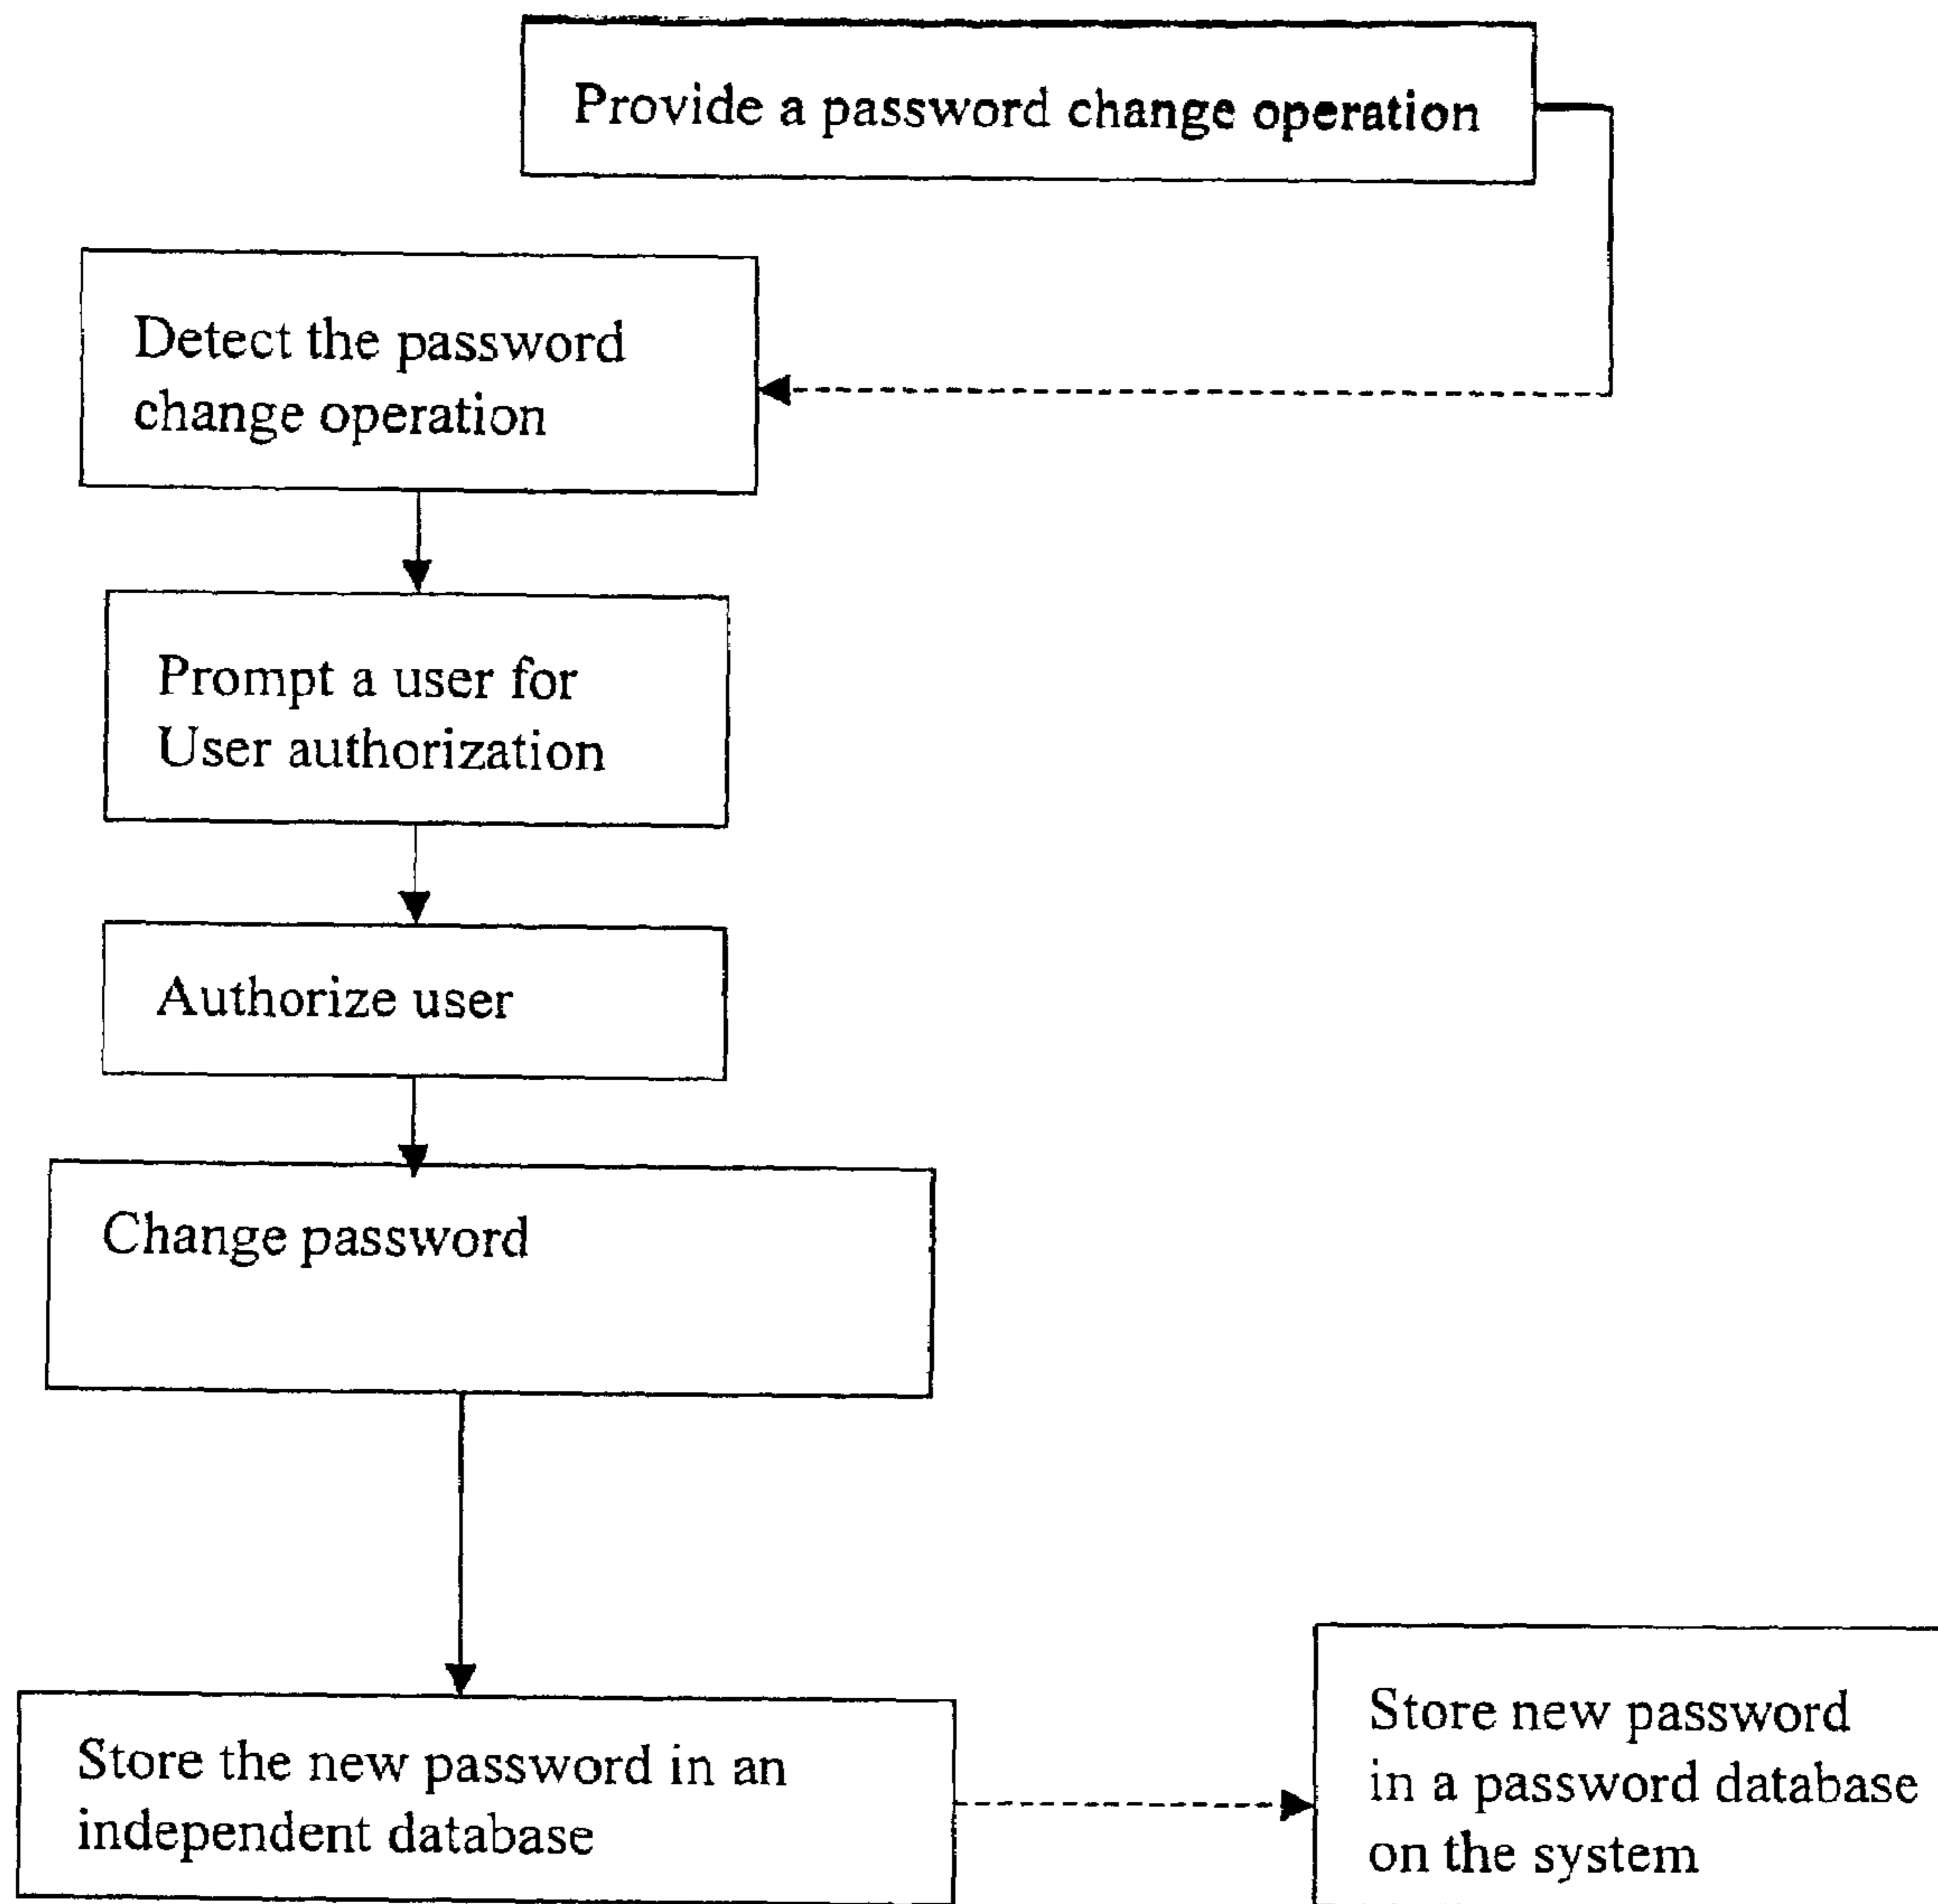 Provide a password change operation
Detect the password
change operation
Prompt a user for
User authorization
Authorize user
Change password
Store the new password in an
independent database
Store new password
in a password database
on the system